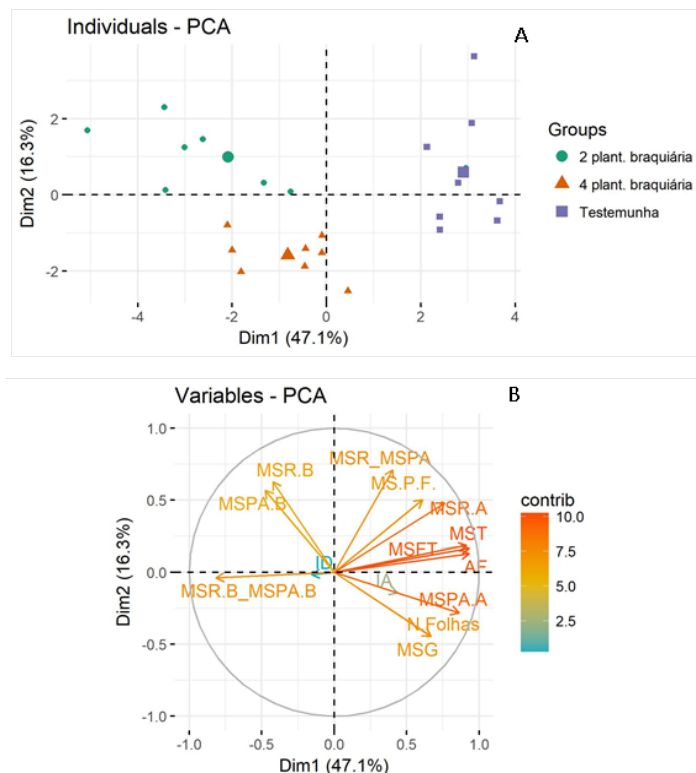 Individuals - PCA
A
2
0
-2
Dim2 (16.3%)
-4
-2
0
2
4
Dim1 (47.1%)
Groups
2 plant. braquiária
4 plant. braquiária
Testemunha
Variables - PCA
B
1.0
0.5
0.0
-0.5
-1.0
Dim2 (16.3%)
MSR_MSPA
MSR.B
MS.P.F.
MSPA.B
MSR.A
MST
MSFT
AF
ID
IA
MSR.B_MSPA.B
MSPA.A
N.Folhas
MSG
-1.0
-0.5
0.0
0.5
1.0
Dim1 (47.1%)
contrib
10.0
7.5
5.0
2.5